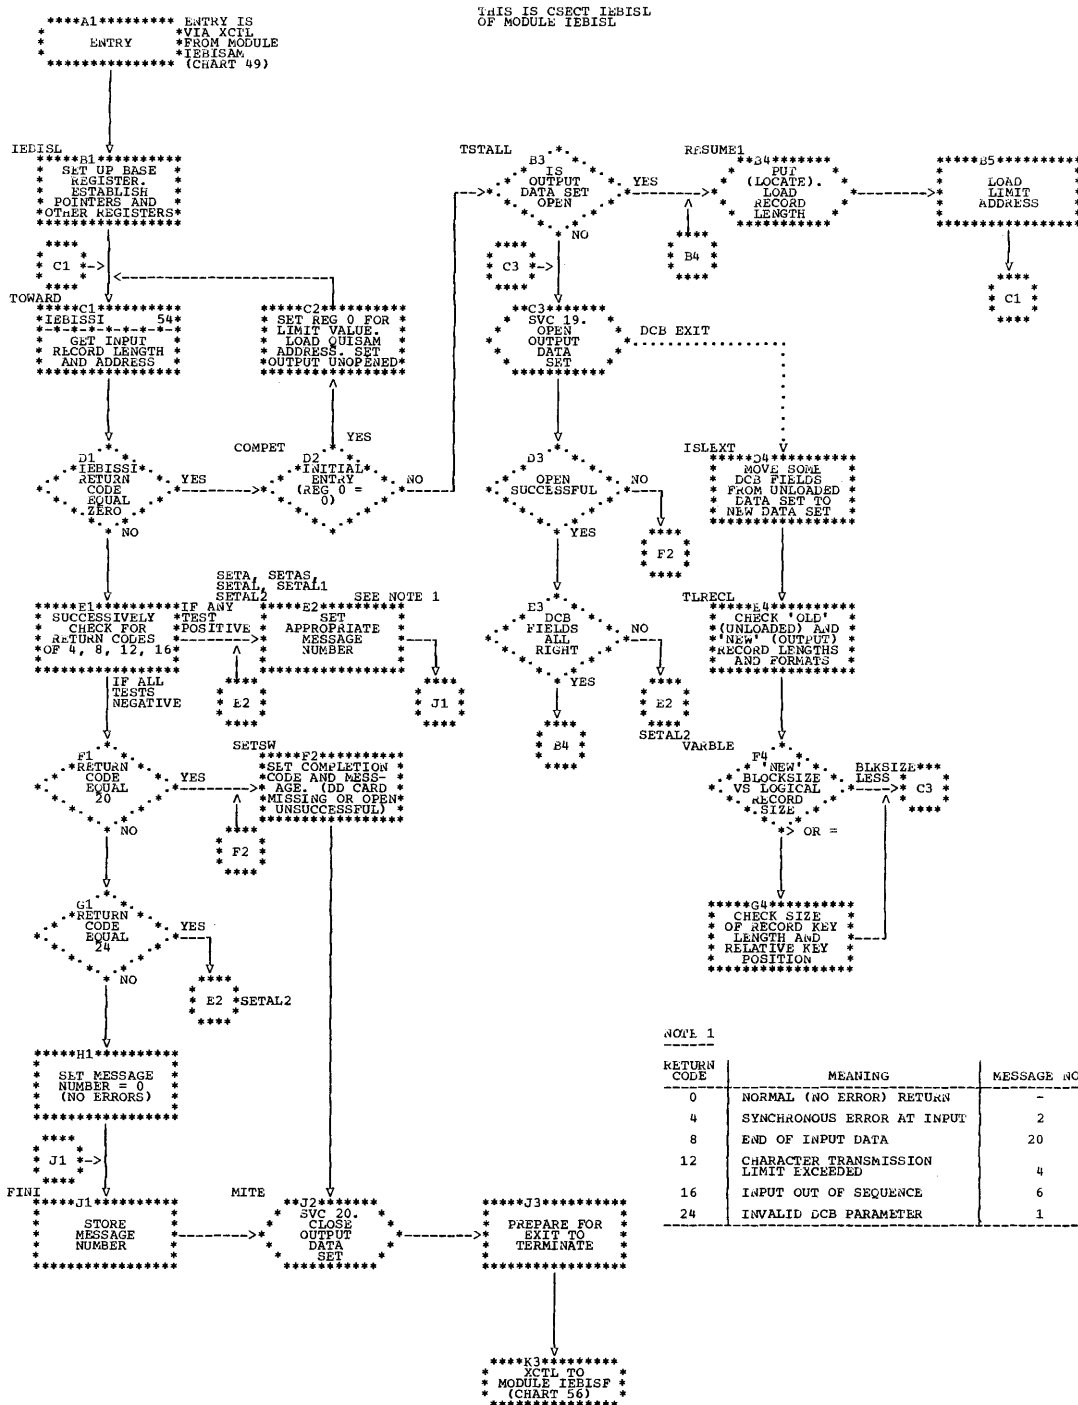 THIS IS CSECT IEBISL
OF MODULE IEBISL
A1
ENTRY
ENTRY IS
VIA XCTL
FROM MODULE
IEBISAM
(CHART 49)
IEBISL
B1
SET UP BASE
REGISTER.
ESTABLISH
POINTERS AND
OTHER REGISTERS
C1
TOWARD
C1
IEBISSI 54
GET INPUT
RECORD LENGTH
AND ADDRESS
C2
SET REG 0 FOR
LIMIT VALUE.
LOAD QUISAM
ADDRESS. SET
OUTPUT UNOPENED
D1
IEBISSI
RETURN
CODE
EQUAL
ZERO
YES
NO
COMPET
D2
INITIAL
ENTRY
(REG 0 =
0)
YES
NO
SETA, SETAS,
SETAL, SETAL1
SETAL2
SEE NOTE 1
E1
SUCCESSIVELY
CHECK FOR
RETURN CODES
OF 4, 8, 12, 16
IF ANY
TEST
POSITIVE
E2
SET
APPROPRIATE
MESSAGE
NUMBER
IF ALL
TESTS
NEGATIVE
E2
J1
F1
RETURN
CODE
EQUAL
20
YES
NO
SETSW
F2
SET COMPLETION
CODE AND MESS-
AGE. (DD CARD
MISSING OR OPEN
UNSUCCESSFUL)
F2
G1
RETURN
CODE
EQUAL
24
YES
NO
E2
SETAL2
H1
SET MESSAGE
NUMBER = 0
(NO ERRORS)
J1
FINI
J1
STORE
MESSAGE
NUMBER
MITE
J2
SVC 20.
CLOSE
OUTPUT
DATA
SET
J3
PREPARE FOR
EXIT TO
TERMINATE
K3
XCTL TO
MODULE IEBISF
(CHART 56)
TSTALL
B3
IS
OUTPUT
DATA SET
OPEN
YES
NO
RESUME1
B4
PUT
(LOCATE).
LOAD
RECORD
LENGTH
B5
LOAD
LIMIT
ADDRESS
B4
C1
C3
C3
SVC 19.
OPEN
OUTPUT
DATA
SET
DCB EXIT
D3
OPEN
SUCCESSFUL
NO
YES
F2
ISLEXT
D4
MOVE SOME
DCB FIELDS
FROM UNLOADED
DATA SET TO
NEW DATA SET
E3
DCB
FIELDS
ALL
RIGHT
NO
YES
E2
SETAL2
B4
TLRECL
E4
CHECK 'OLD'
(UNLOADED) AND
'NEW' (OUTPUT)
RECORD LENGTHS
AND FORMATS
VARBLE
F4
'NEW'
BLOCKSIZE
VS LOGICAL
RECORD
SIZE
BLKSIZE
LESS
C3
> OR =
G4
CHECK SIZE
OF RECORD KEY
LENGTH AND
RELATIVE KEY
POSITION
NOTE 1
RETURN CODE MEANING MESSAGE NO
0 NORMAL (NO ERROR) RETURN -
4 SYNCHRONOUS ERROR AT INPUT 2
8 END OF INPUT DATA 20
12 CHARACTER TRANSMISSION
LIMIT EXCEEDED 4
16 INPUT OUT OF SEQUENCE 6
24 INVALID DCB PARAMETER 1